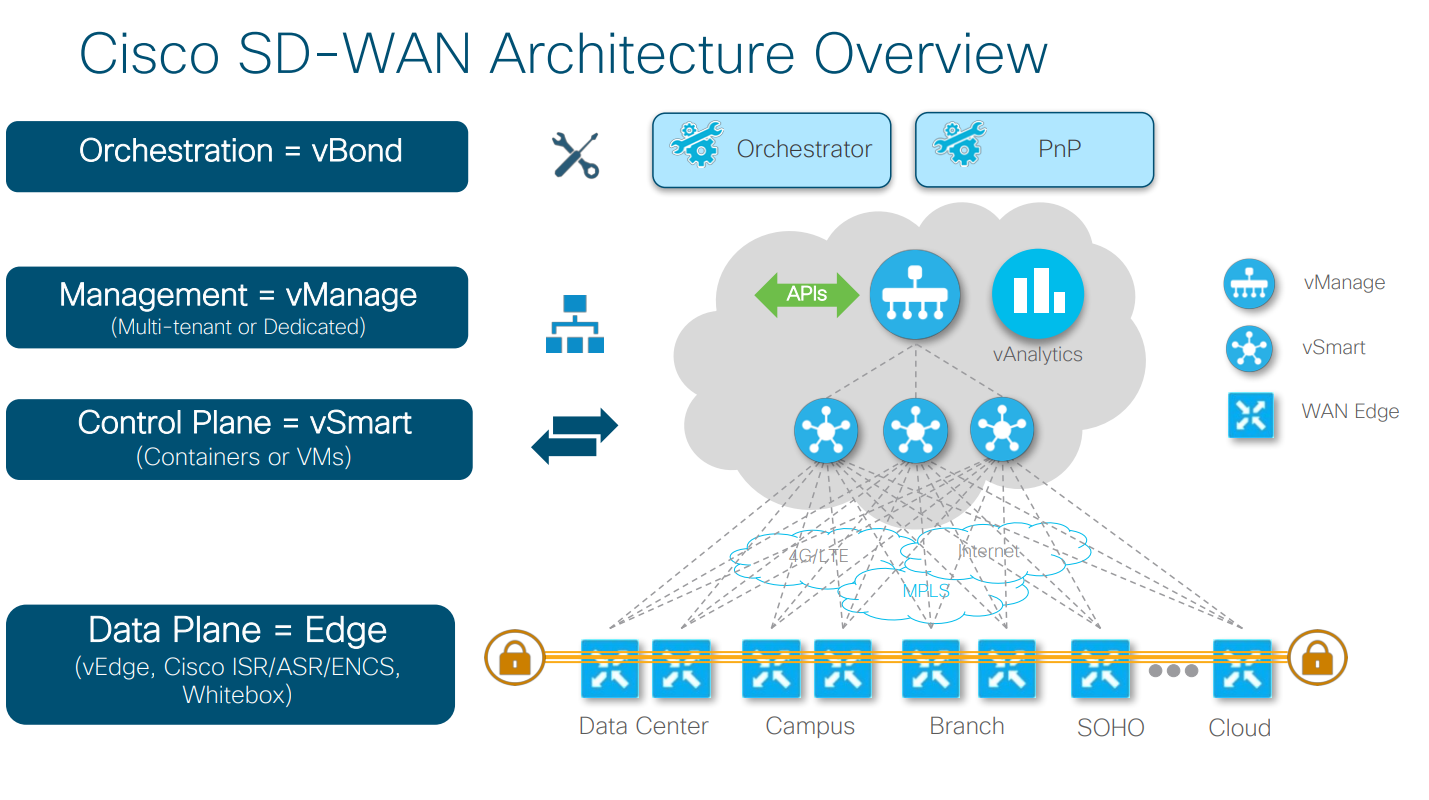 Cisco SD-WAN Architecture Overview
Orchestration = vBond
Orchestrator
PnP
Management = vManage
(Multi-tenant or Dedicated)
APIs
vAnalytics
vManage
vSmart
WAN Edge
Control Plane = vSmart
(Containers or VMs)
4G/LTE
Internet
MPLS
Data Plane = Edge
(vEdge, Cisco ISR/ASR/ENCS,
Whitebox)
Data Center
Campus
Branch
SOHO
Cloud